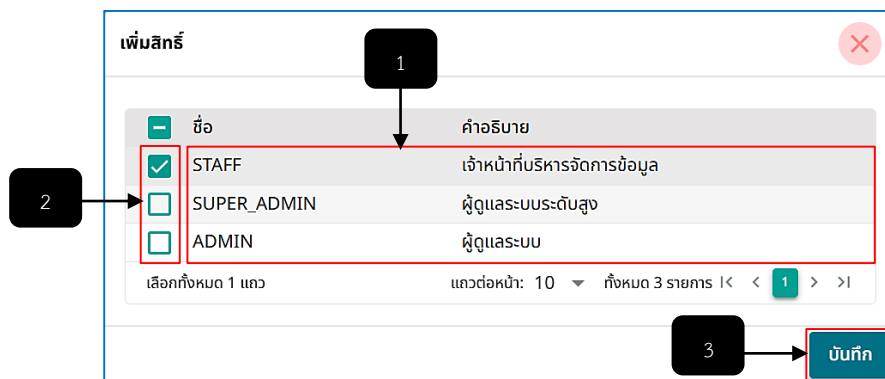 เพิ่มสิทธิ์
1
ชื่อ คำอธิบาย
STAFF เจ้าหน้าที่บริหารจัดการข้อมูล
2 SUPER_ADMIN ผู้ดูแลระบบระดับสูง
ADMIN ผู้ดูแลระบบ
เลือกทั้งหมด 1 แถว แถวต่อหน้า: 10 ทั้งหมด 3 รายการ 1
3 บันทึก